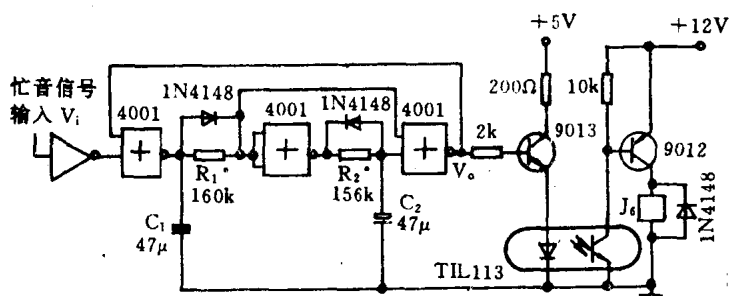 +5V
+12V
忙音信号
输入 Vi
4001
1N4148
4001
1N4148
4001
200Ω
10k
2k
9013
9012
Vo
R1*
160k
R2*
156k
C1
47μ
C2
47μ
J6
1N4148
TIL113